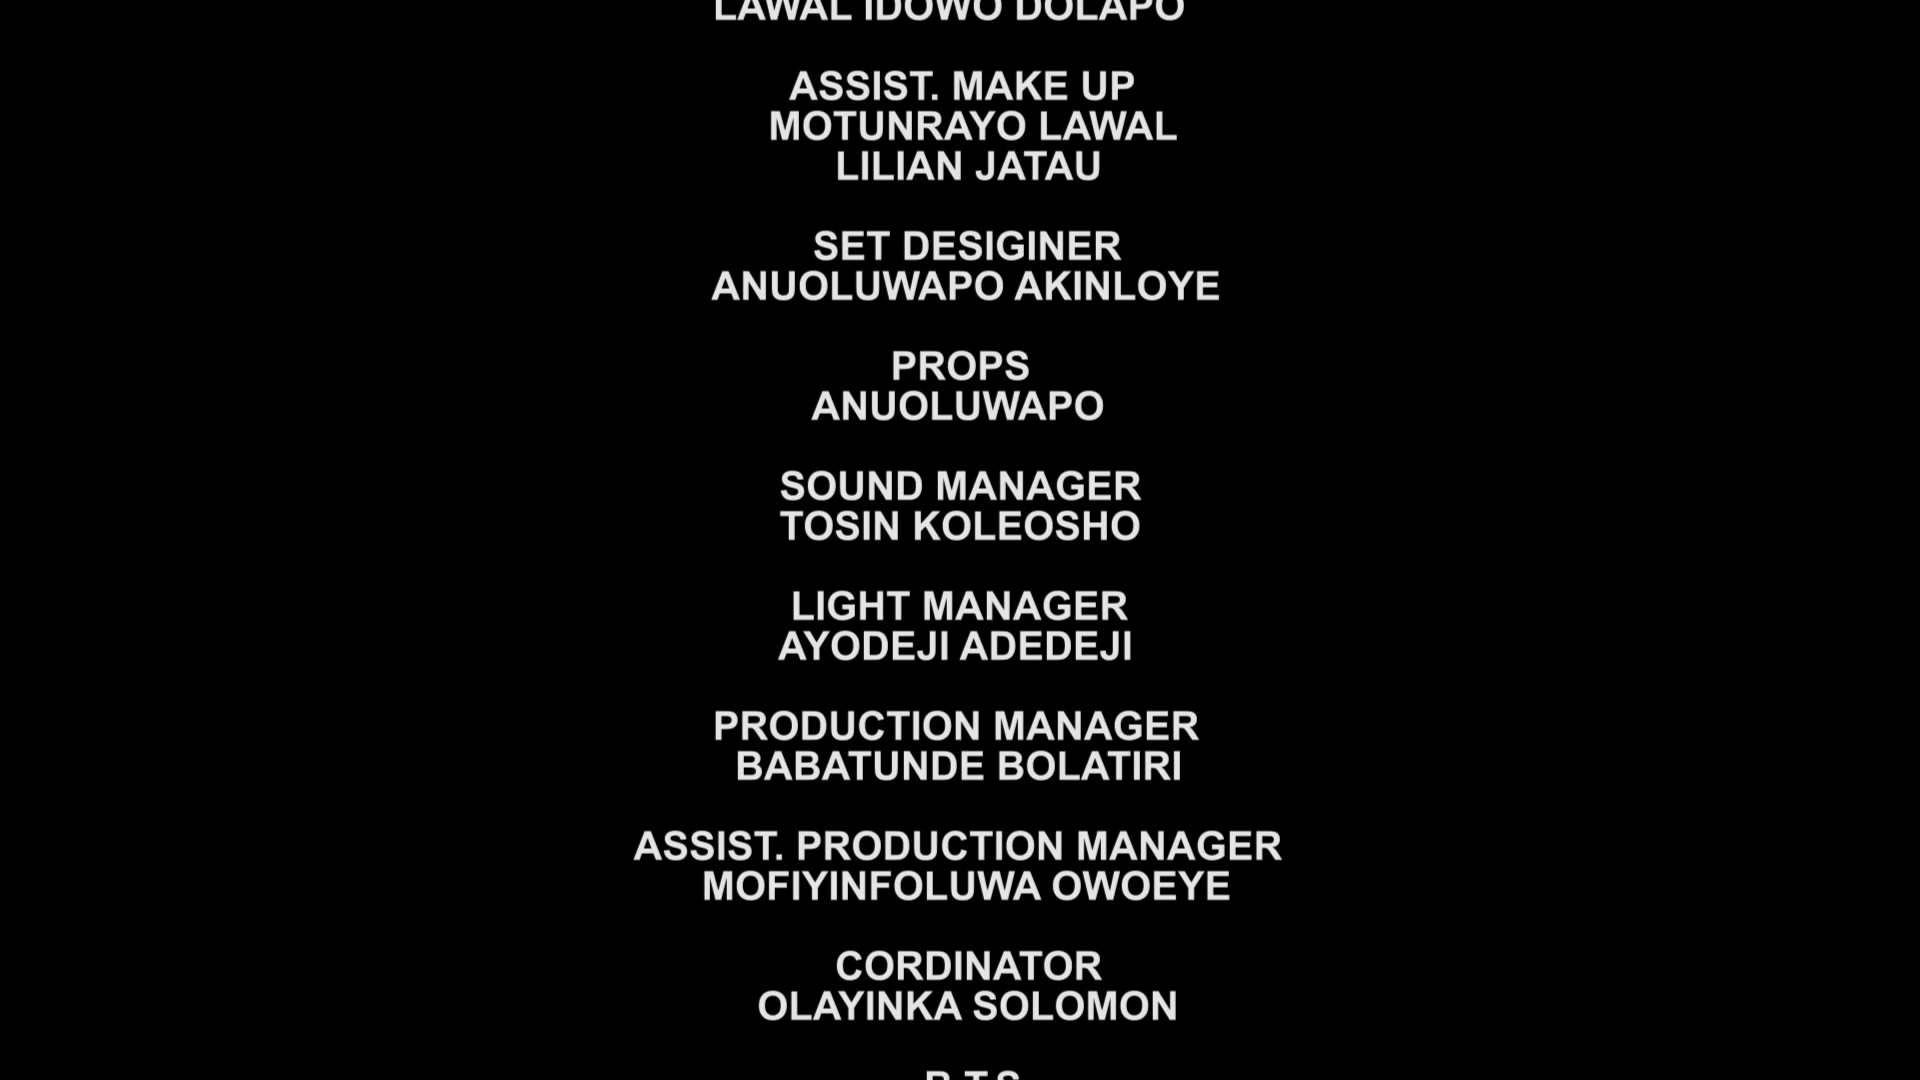 LAWAL IDOWO DOLAPO
ASSIST. MAKE UP
MOTUNRAYO LAWAL
LILIAN JATAU
SET DESIGINER
ANUOLUWAPO AKINLOYE
PROPS
ANUOLUWAPO
SOUND MANAGER
TOSIN KOLEOSHO
LIGHT MANAGER
AYODEJI ADEDEJI
PRODUCTION MANAGER
BABATUNDE BOLATIRI
ASSIST. PRODUCTION MANAGER
MOFIYINFOLUWA OWOEYE
CORDINATOR
OLAYINKA SOLOMON